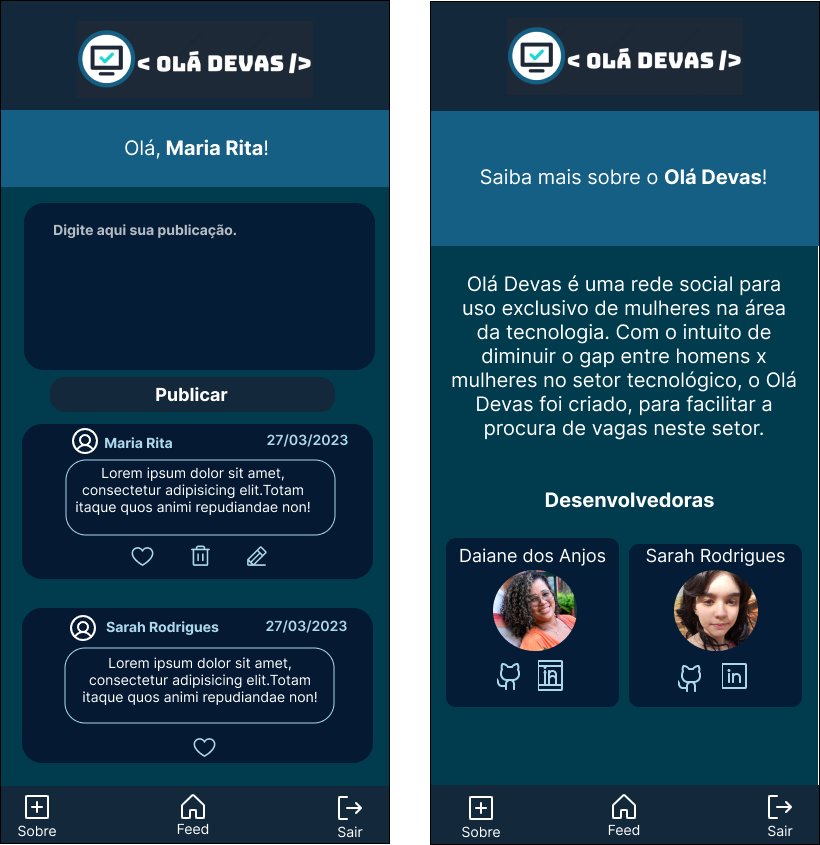 < OLÁ DEVAS />
Olá, Maria Rita!
Digite aqui sua publicação.
Publicar
Maria Rita
27/03/2023
Lorem ipsum dolor sit amet,
consectetur adipisicing elit.Totam
itaque quos animi repudiandae non!
Sarah Rodrigues
27/03/2023
Lorem ipsum dolor sit amet,
consectetur adipisicing elit.Totam
itaque quos animi repudiandae non!
Sobre
Feed
Sair
< OLÁ DEVAS />
Saiba mais sobre o Olá Devas!
Olá Devas é uma rede social para
uso exclusivo de mulheres na área
da tecnologia. Com o intuito de
diminuir o gap entre homens x
mulheres no setor tecnológico, o Olá
Devas foi criado, para facilitar a
procura de vagas neste setor.
Desenvolvedoras
Daiane dos Anjos
Sarah Rodrigues
in
in
Sobre
Feed
Sair